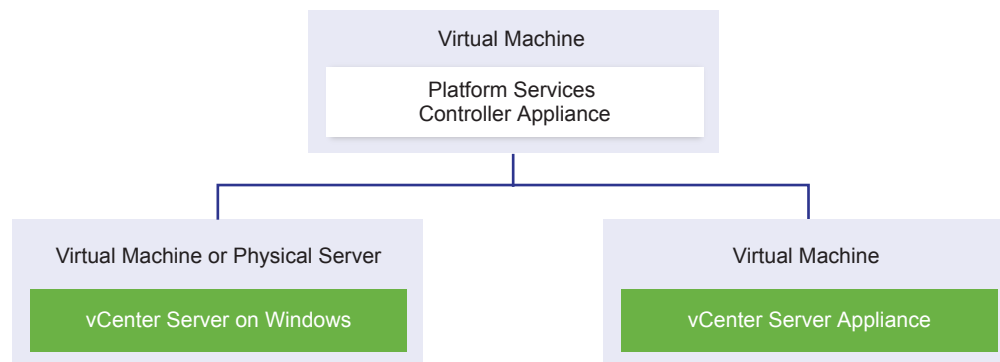 Virtual Machine
Platform Services
Controller Appliance
Virtual Machine or Physical Server
vCenter Server on Windows
Virtual Machine
vCenter Server Appliance